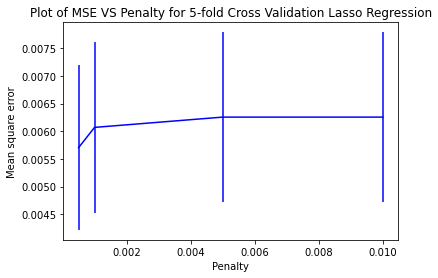 Plot of MSE VS Penalty for 5-fold Cross Validation Lasso Regression
0.0075
0.0070
0.0065
0.0060
0.0055
0.0050
0.0045
Mean square error
0.002 0.004 0.006 0.008 0.010
Penalty